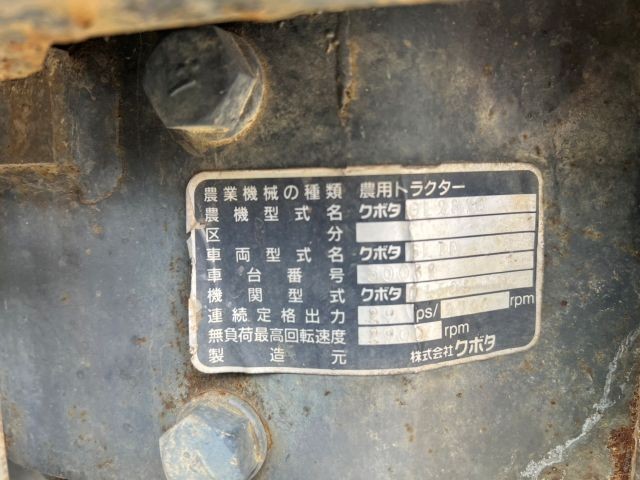 農業機械の種類 農用トラクター
農機型式名 クボタ
区分
車両型式名 クボタ
車台番号
機関型式 クボタ
連続定格出力 ps/ rpm
無負荷最高回転速度 rpm
製造元 株式会社クボタ